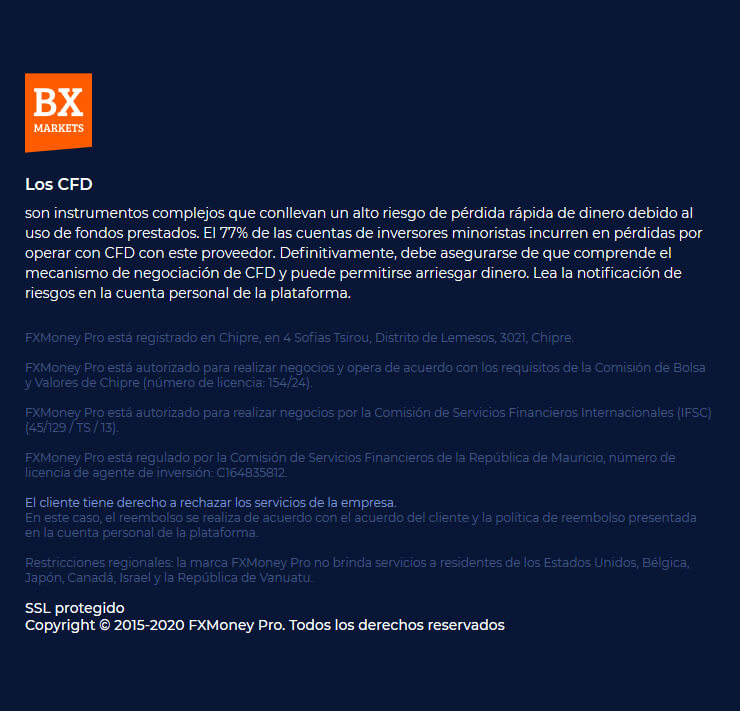 BX
MARKETS
Los CFD
son instrumentos complejos que conllevan un alto riesgo de pérdida rápida de dinero debido al
uso de fondos prestados. El 77% de las cuentas de inversores minoristas incurren en pérdidas por
operar con CFD con este proveedor. Definitivamente, debe asegurarse de que comprende el
mecanismo de negociación de CFD y puede permitirse arriesgar dinero. Lea la notificación de
riesgos en la cuenta personal de la plataforma.
FXMoney Pro está registrado en Chipre, en 4 Sofias Tsirou, Distrito de Lemesos, 3021, Chipre.
FXMoney Pro está autorizado para realizar negocios y opera de acuerdo con los requisitos de la Comisión de Bolsa
y Valores de Chipre (número de licencia: 154/24).
FXMoney Pro está autorizado para realizar negocios por la Comisión de Servicios Financieros Internacionales (IFSC)
(45/129 / TS / 13).
FXMoney Pro está regulado por la Comisión de Servicios Financieros de la República de Mauricio, número de
licencia de agente de inversión: C164835812.
El cliente tiene derecho a rechazar los servicios de la empresa.
En este caso, el reembolso se realiza de acuerdo con el acuerdo del cliente y la política de reembolso presentada
en la cuenta personal de la plataforma.
Restricciones regionales: la marca FXMoney Pro no brinda servicios a residentes de los Estados Unidos, Bélgica,
Japón, Canadá, Israel y la República de Vanuatu.
SSL protegido
Copyright © 2015-2020 FXMoney Pro. Todos los derechos reservados